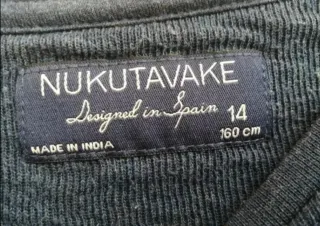 NUKUTAVAKE
Designed in Spain 14
160 cm
MADE IN INDIA